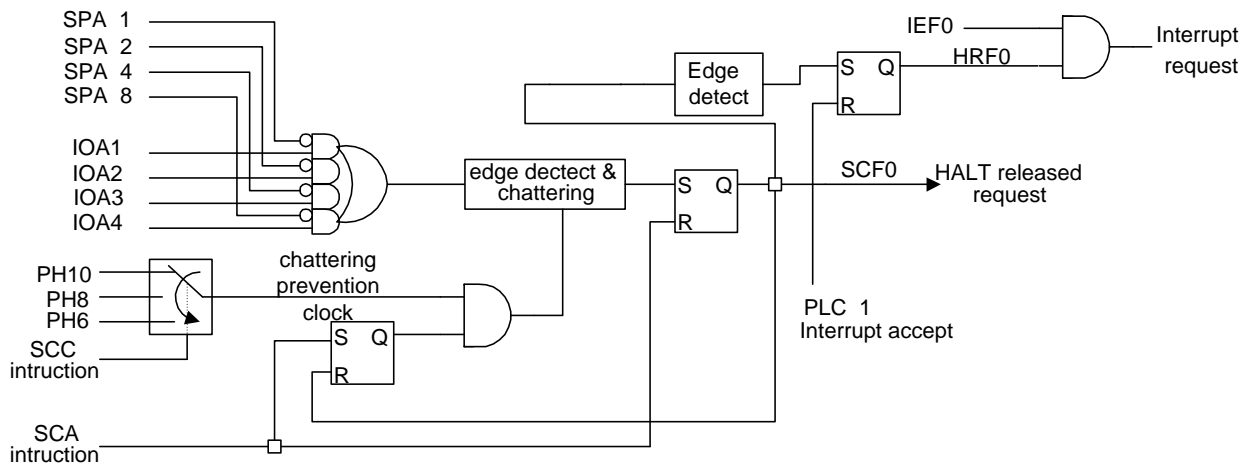 SPA 1
SPA 2
SPA 4
SPA 8
IOA1
IOA2
IOA3
IOA4
PH10
PH8
PH6
SCC
intruction
SCA
intruction
chattering
prevention
clock
S Q
R
edge dectect &
chattering
S Q
R
Edge
detect
S Q
R
IEF0
HRF0
Interrupt
request
SCF0
HALT released
request
PLC 1
Interrupt accept